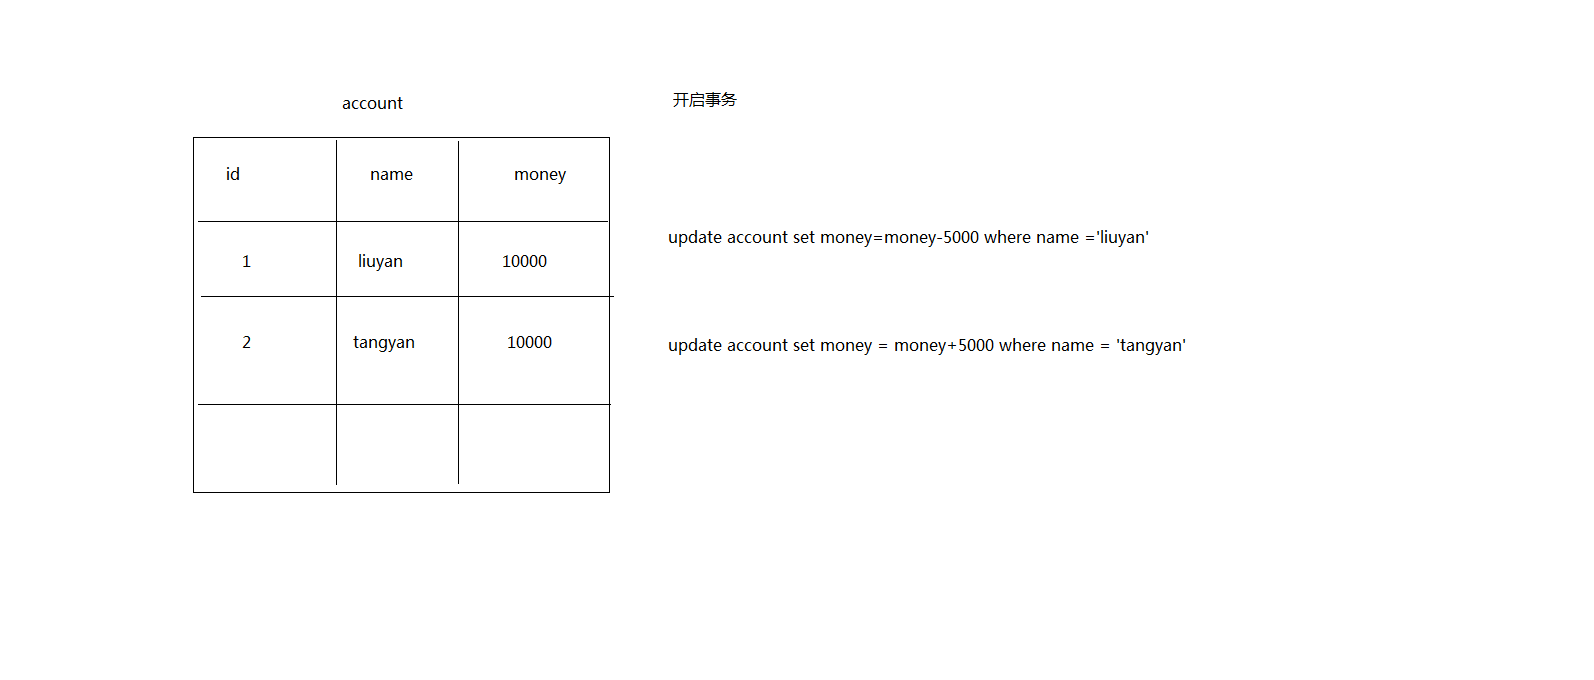 account
开启事务
id name money
1 liuyan 10000
2 tangyan 10000
update account set money=money-5000 where name ='liuyan'
update account set money = money+5000 where name = 'tangyan'